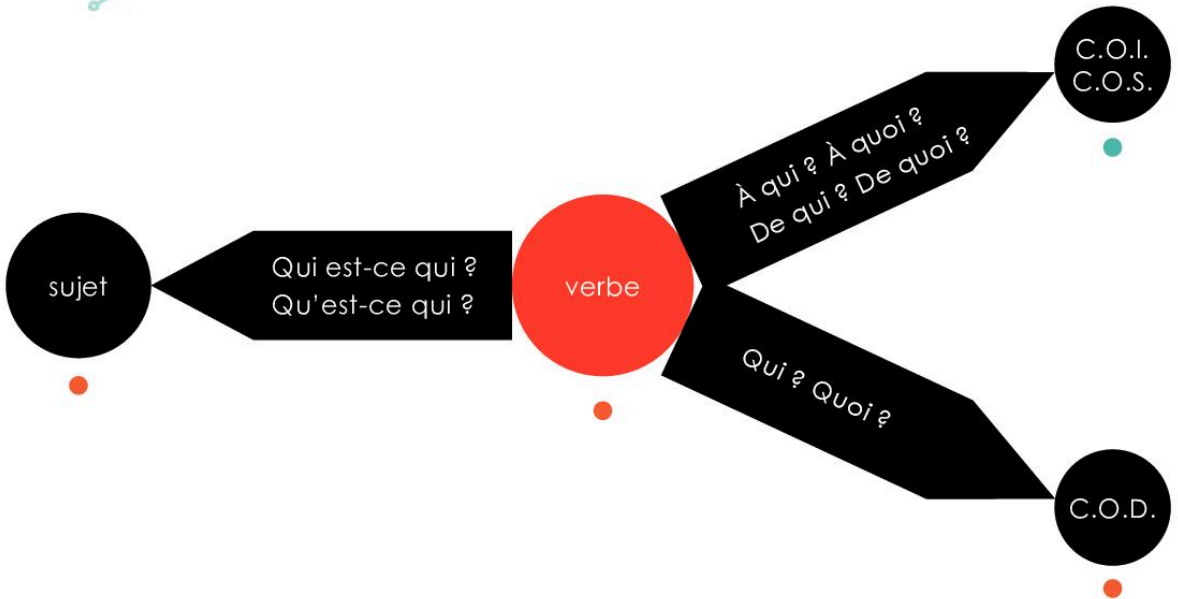 sujet
Qui est-ce qui ?
Qu'est-ce qui ?
verbe
À qui ? À quoi ?
De qui ? De quoi ?
C.O.I.
C.O.S.
Qui ? Quoi ?
C.O.D.